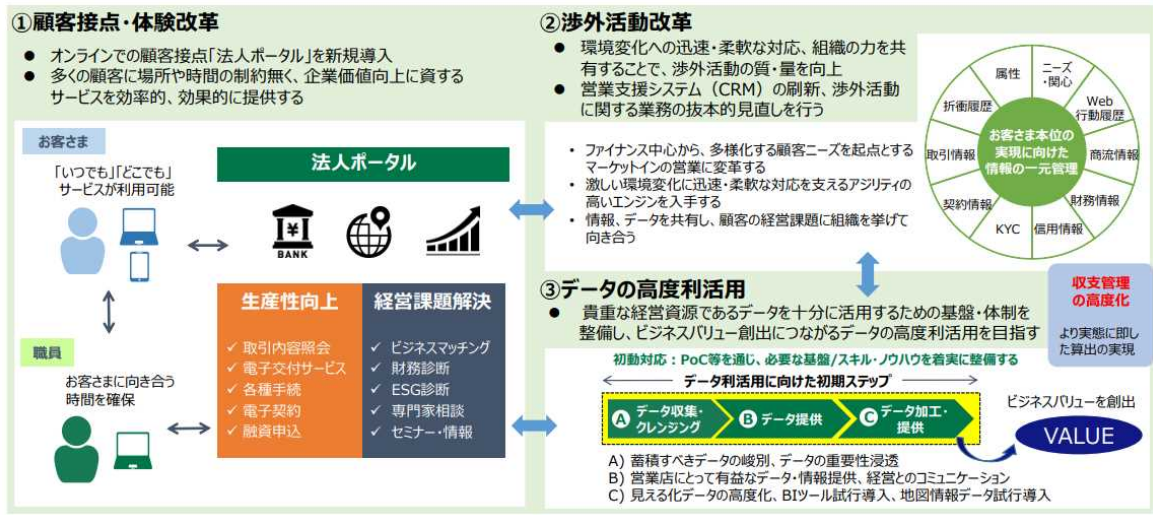 ①顧客接点・体験改革
● オンラインでの顧客接点「法人ポータル」を新規導入
● 多くの顧客に場所や時間の制約無く、企業価値向上に資する
サービスを効率的、効果的に提供する
お客さま
「いつでも」「どこでも」
サービスが利用可能
職員
お客さまに向き合う
時間を確保
法人ポータル
¥
BANK
生産性向上
✓ 取引内容照会
✓ 電子交付サービス
✓ 各種手続
✓ 電子契約
✓ 融資申込
経営課題解決
✓ ビジネスマッチング
✓ 財務診断
✓ ESG診断
✓ 専門家相談
✓ セミナー・情報
②渉外活動改革
● 環境変化への迅速・柔軟な対応、組織の力を共
有することで、渉外活動の質・量を向上
● 営業支援システム（CRM）の刷新、渉外活動
に関する業務の抜本的見直しを行う
• ファイナンス中心から、多様化する顧客ニーズを起点とする
マーケットインの営業に変革する
• 激しい環境変化に迅速・柔軟な対応を支えるアジリティの
高いエンジンを入手する
• 情報、データを共有し、顧客の経営課題に組織を挙げて
向き合う
お客さま本位の
実現に向けた
情報の一元管理
ニーズ
・関心
Web
行動履歴
商流情報
財務情報
信用情報
KYC
契約情報
取引情報
折衝履歴
属性
③データの高度利活用
● 貴重な経営資源であるデータを十分に活用するための基盤・体制を
整備し、ビジネスバリュー創出につながるデータの高度利活用を目指す
収支管理
の高度化
より実態に即し
た算出の実現
初動対応：PoC等を通じ、必要な基盤/スキル・ノウハウを着実に整備する
データ利活用に向けた初期ステップ
A データ収集・
クレンジング
B データ提供
C データ加工・
提供
ビジネスバリューを創出
VALUE
A) 蓄積すべきデータの峻別、データの重要性浸透
B) 営業店にとって有益なデータ・情報提供、経営とのコミュニケーション
C) 見える化データの高度化、BIツール試行導入、地図情報データ試行導入